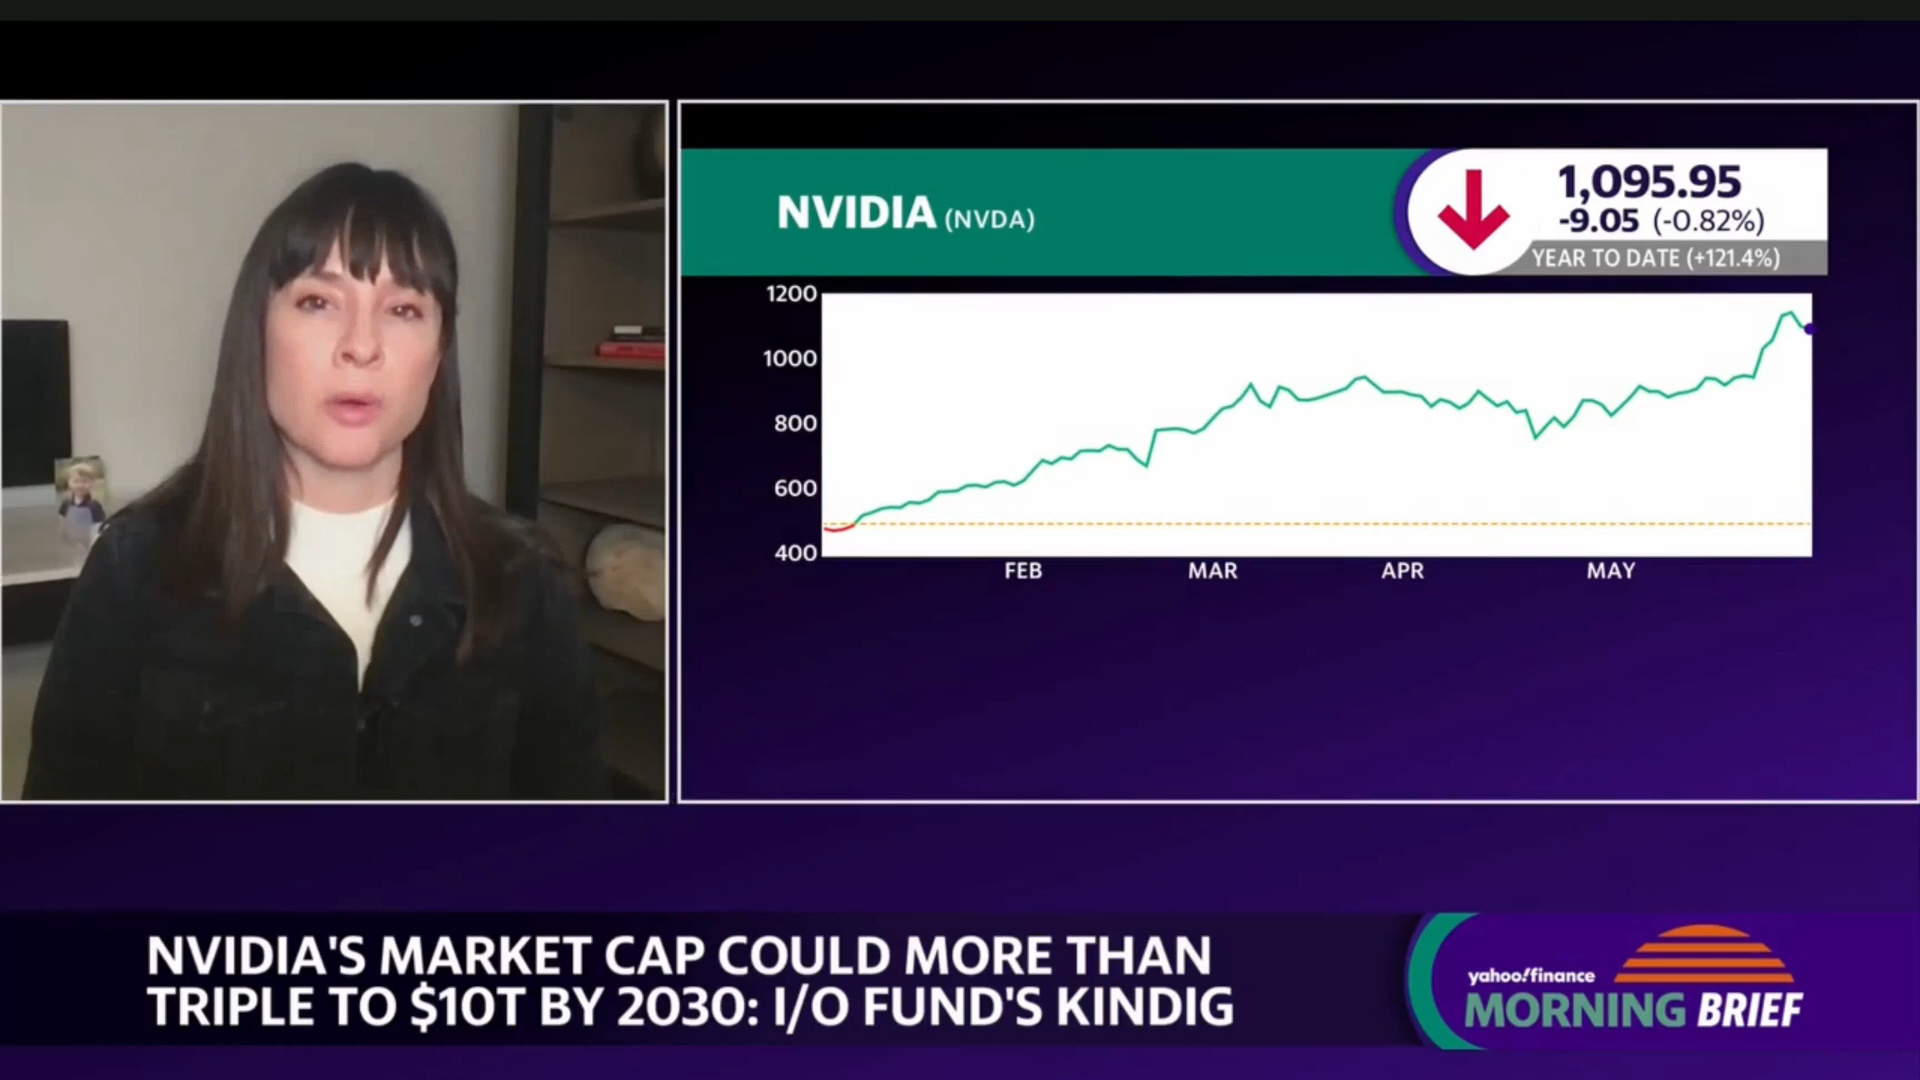 NVIDIA (NVDA)
1,095.95
-9.05 (-0.82%)
YEAR TO DATE (+121.4%)
1200
1000
800
600
400
FEB MAR APR MAY
NVIDIA'S MARKET CAP COULD MORE THAN
TRIPLE TO $10T BY 2030: I/O FUND'S KINDIG
yahoo!finance
MORNING BRIEF